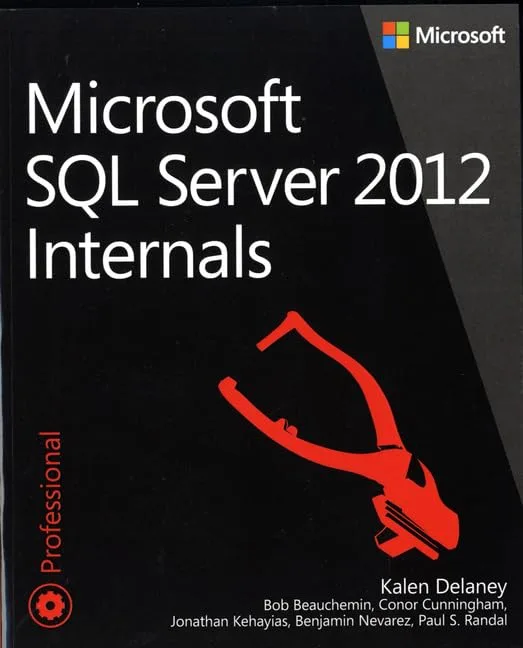 Microsoft
Microsoft
SQL Server 2012
Internals
Professional
Kalen Delaney
Bob Beauchemin, Conor Cunningham,
Jonathan Kehayias, Benjamin Nevarez, Paul S. Randal